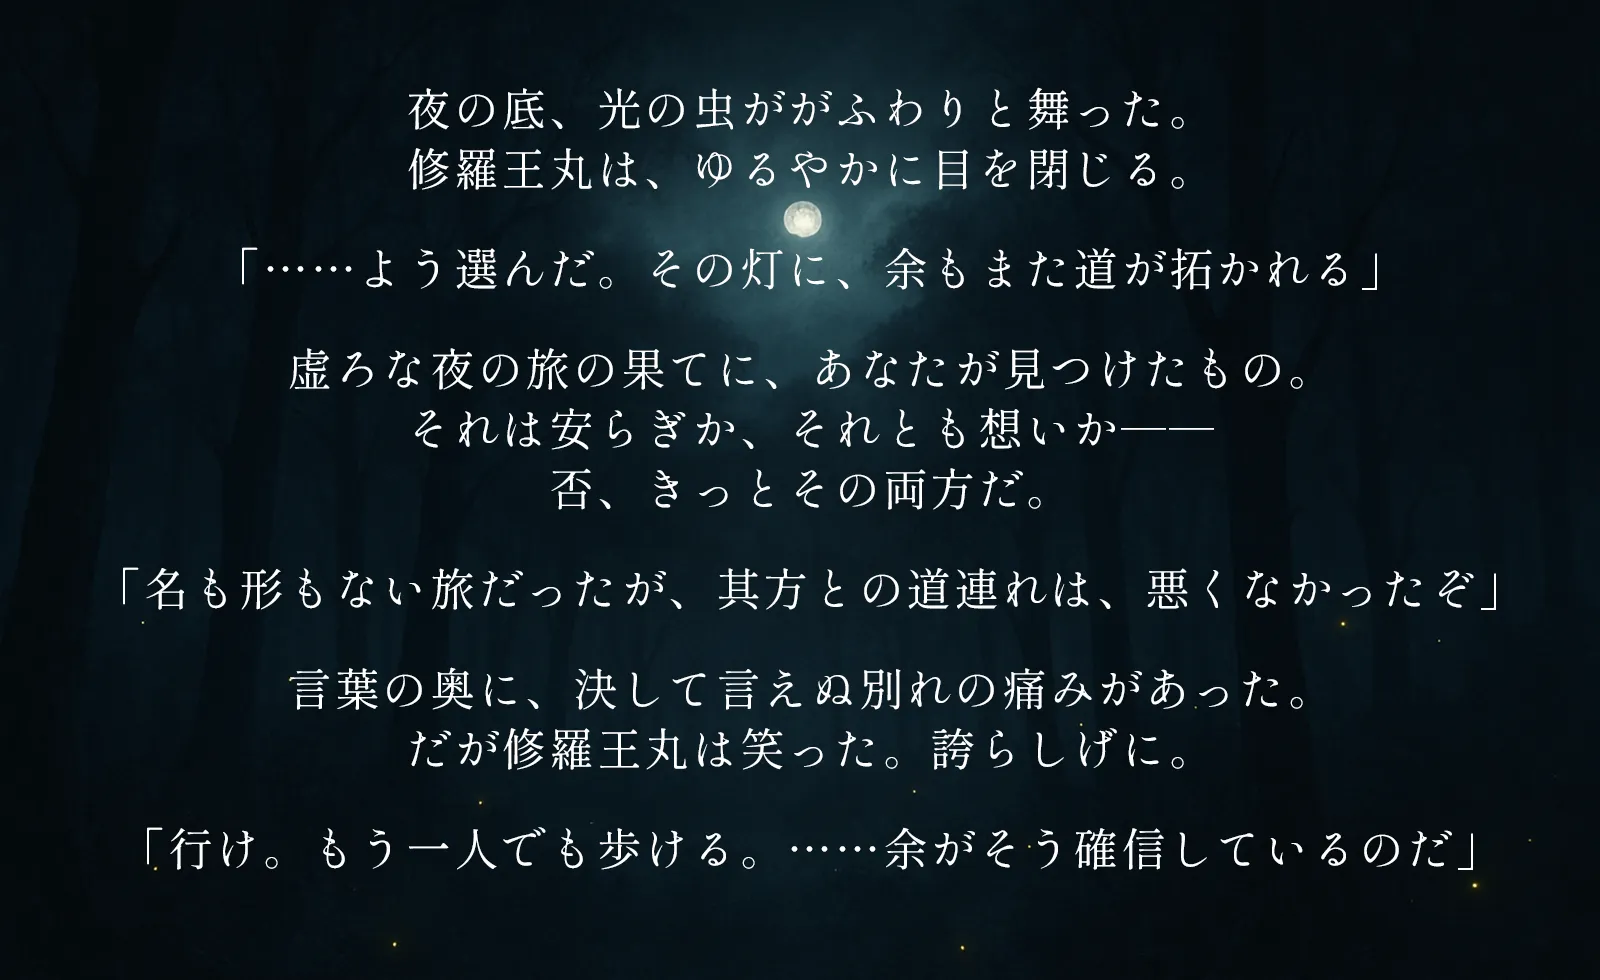 夜の底、光の虫ががふわりと舞った。
修羅王丸は、ゆるやかに目を閉じる。
「……よう選んだ。その灯に、余もまた道が拓かれる」
虚ろな夜の旅の果てに、あなたが見つけたもの。
それは安らぎか、それとも想いか――
否、きっとその両方だ。
「名も形もない旅だったが、其方との道連れは、悪くなかったぞ」
言葉の奥に、決して言えぬ別れの痛みがあった。
だが修羅王丸は笑った。誇らしげに。
「行け。もう一人でも歩ける。……余がそう確信しているのだ」